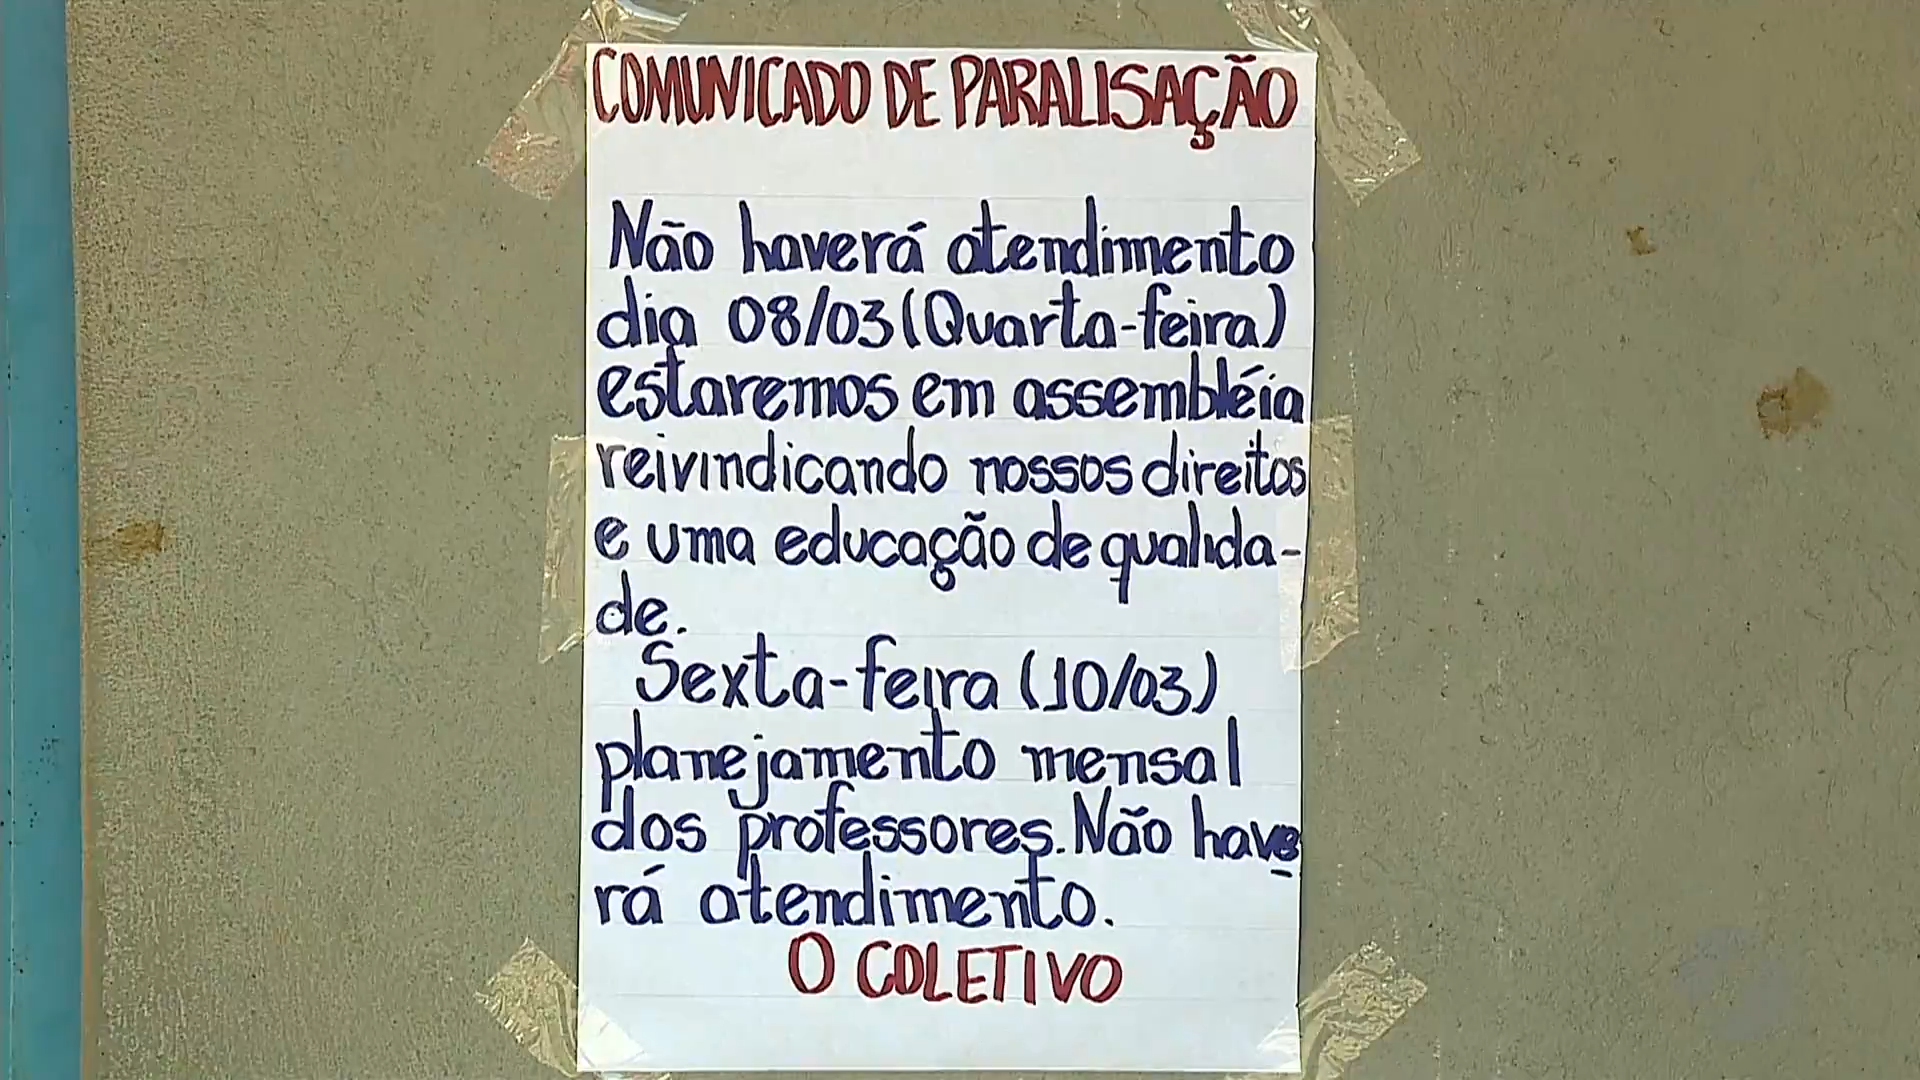 COMUNICADO DE PARALISAÇÃO
Não haverá atendimento
dia 08/03 (Quarta-feira)
estaremos em assembléia
reivindicando nossos direitos
e uma educação de qualida-
de.
Sexta-feira (10/03)
planejamento mensal
dos professores. Não have
rá atendimento.
O COLETIVO